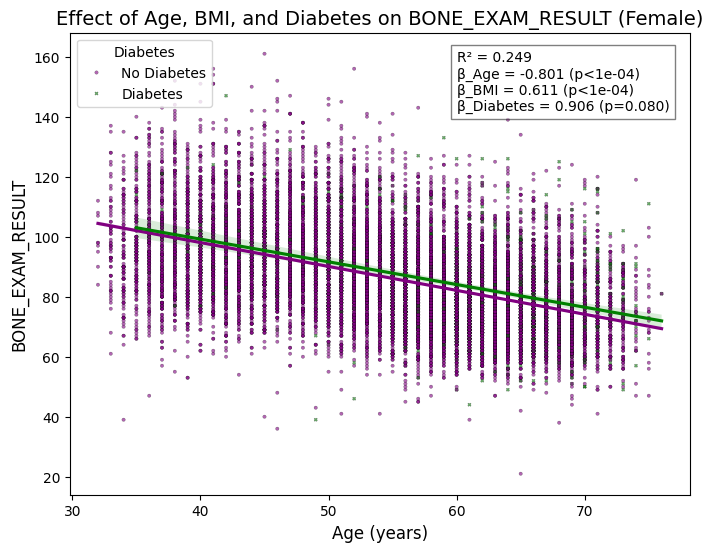 Effect of Age, BMI, and Diabetes on BONE_EXAM_RESULT (Female)
Diabetes
No Diabetes
Diabetes
R² = 0.249
β_Age = -0.801 (p<1e-04)
β_BMI = 0.611 (p<1e-04)
β_Diabetes = 0.906 (p=0.080)
BONE_EXAM_RESULT
160
140
120
100
80
60
40
20
30
40
50
60
70
Age (years)